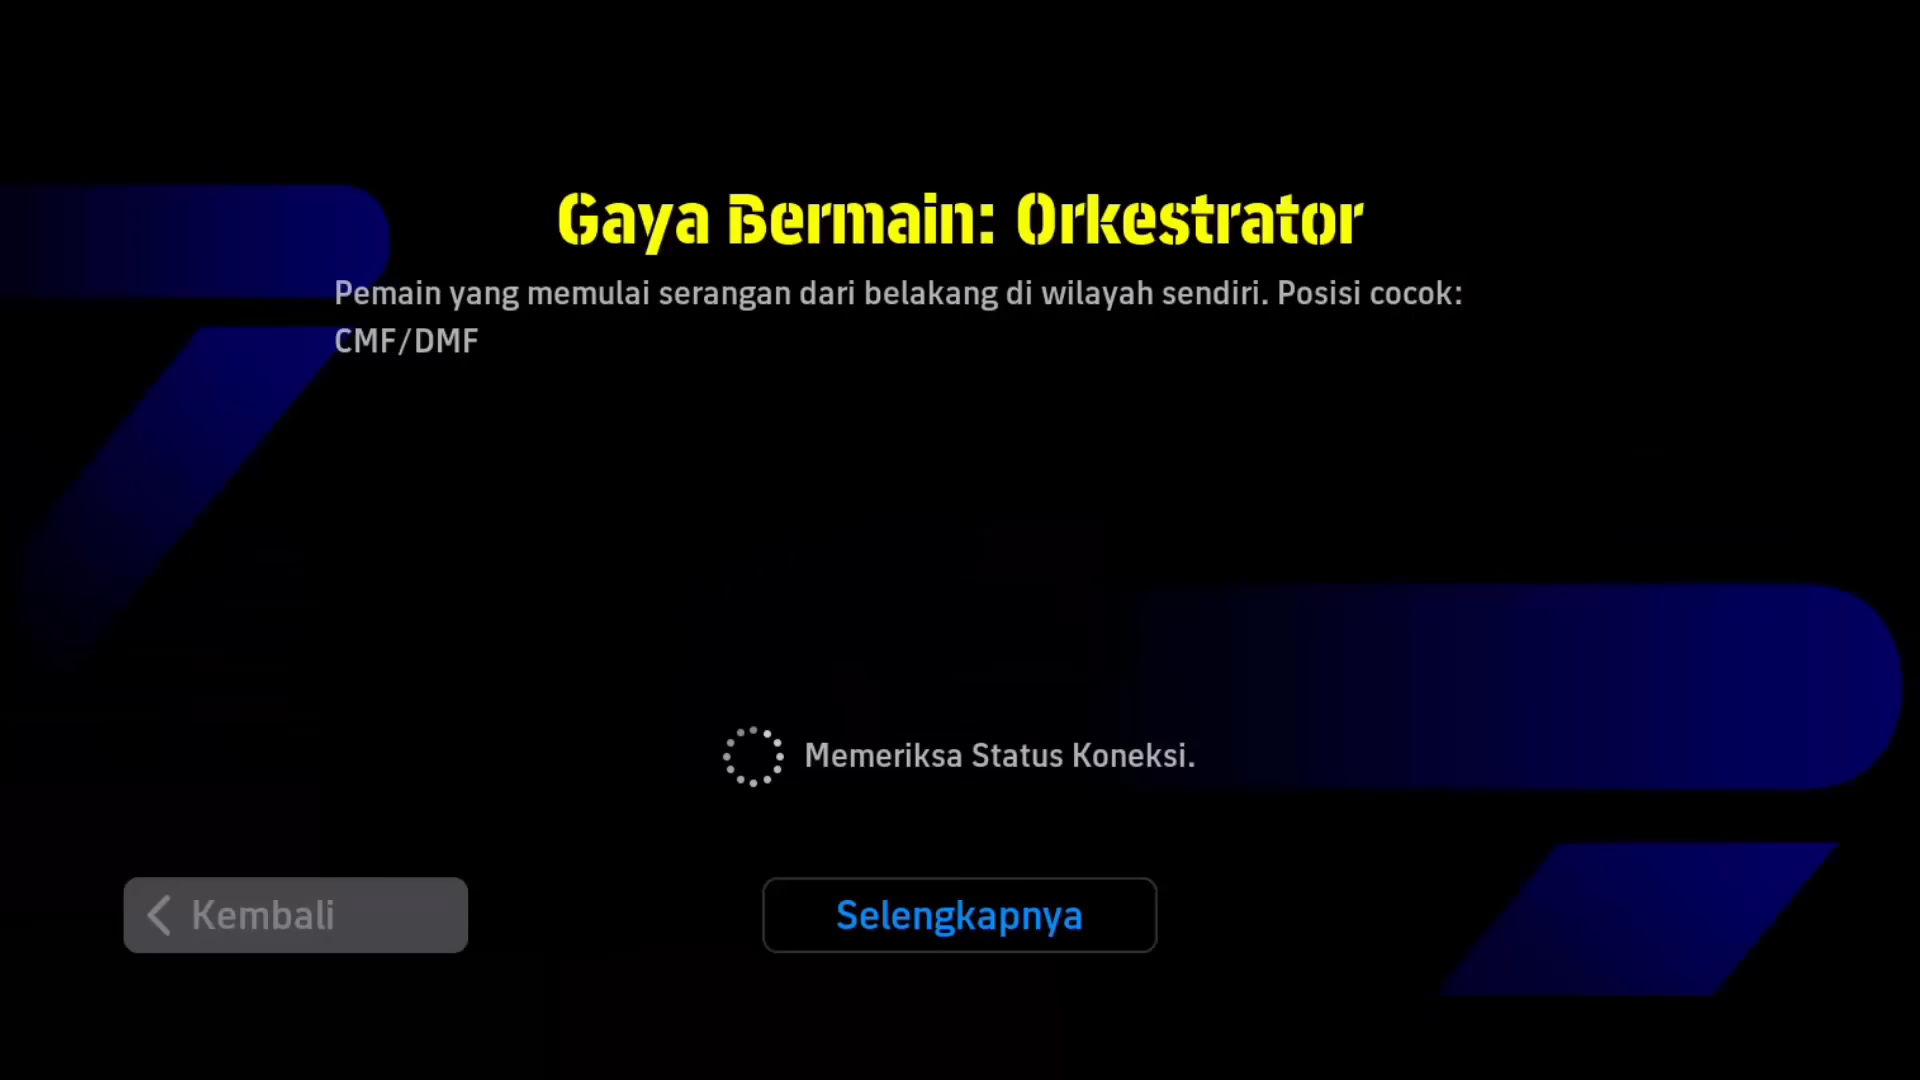 Gaya Bermain: Orkestrator
Pemain yang memulai serangan dari belakang di wilayah sendiri. Posisi cocok:
CMF/DMF
Memeriksa Status Koneksi.
Kembali
Selengkapnya